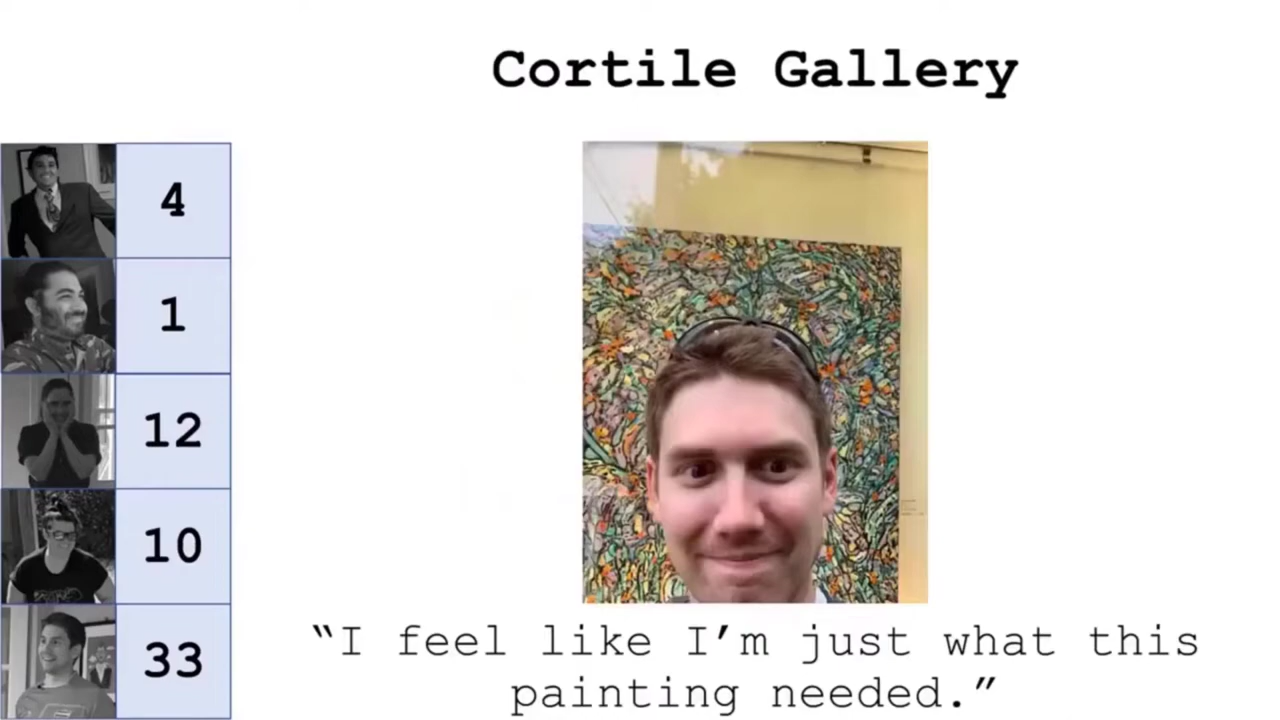 Cortile Gallery
4
1
12
10
33
“I feel like I’m just what this
painting needed.”